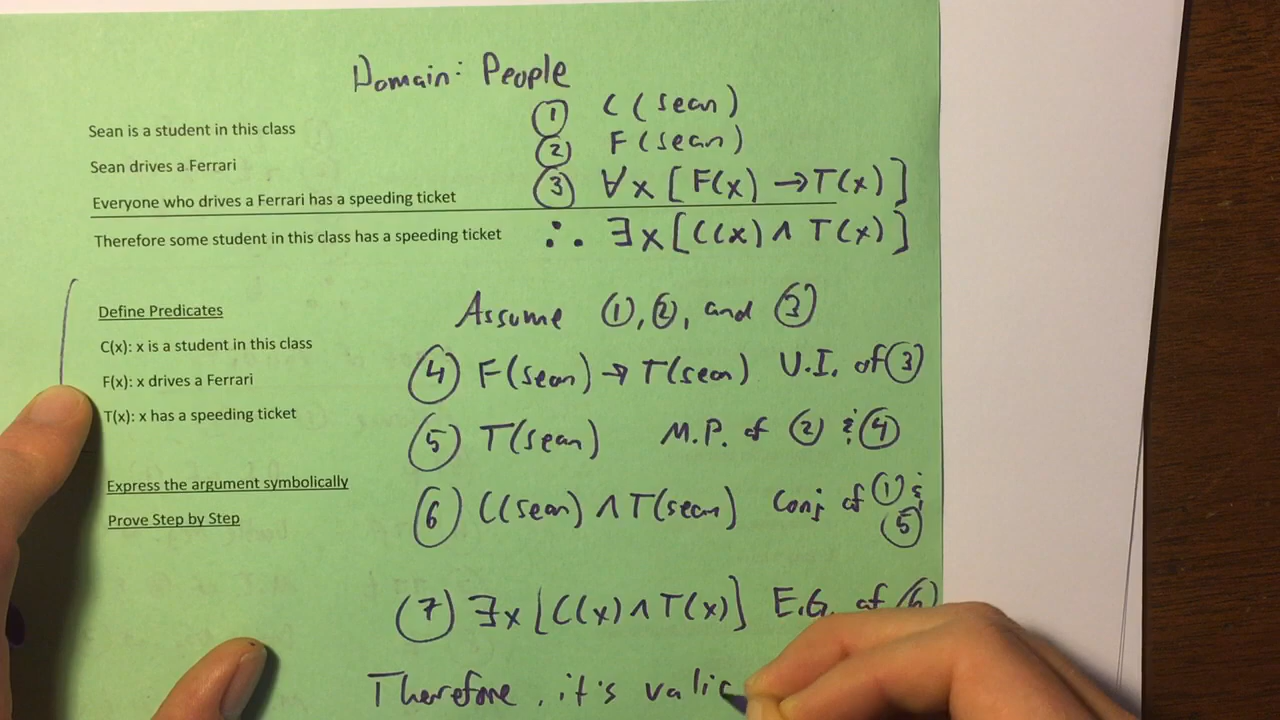 Domain: People
Sean is a student in this class
① C(sean)
Sean drives a Ferrari
② F(sean)
Everyone who drives a Ferrari has a speeding ticket
③ ∀x [F(x) → T(x)]
Therefore some student in this class has a speeding ticket
∴ ∃x [C(x) ∧ T(x)]
Define Predicates
C(x): x is a student in this class
F(x): x drives a Ferrari
T(x): x has a speeding ticket
Express the argument symbolically
Prove Step by Step
Assume ①, ②, and ③
④ F(sean) → T(sean) U.I. of ③
⑤ T(sean) M.P. of ② & ④
⑥ C(sean) ∧ T(sean) Conj of ① & ⑤
⑦ ∃x [C(x) ∧ T(x)] E.G. of ⑥
Therefore, it's valid